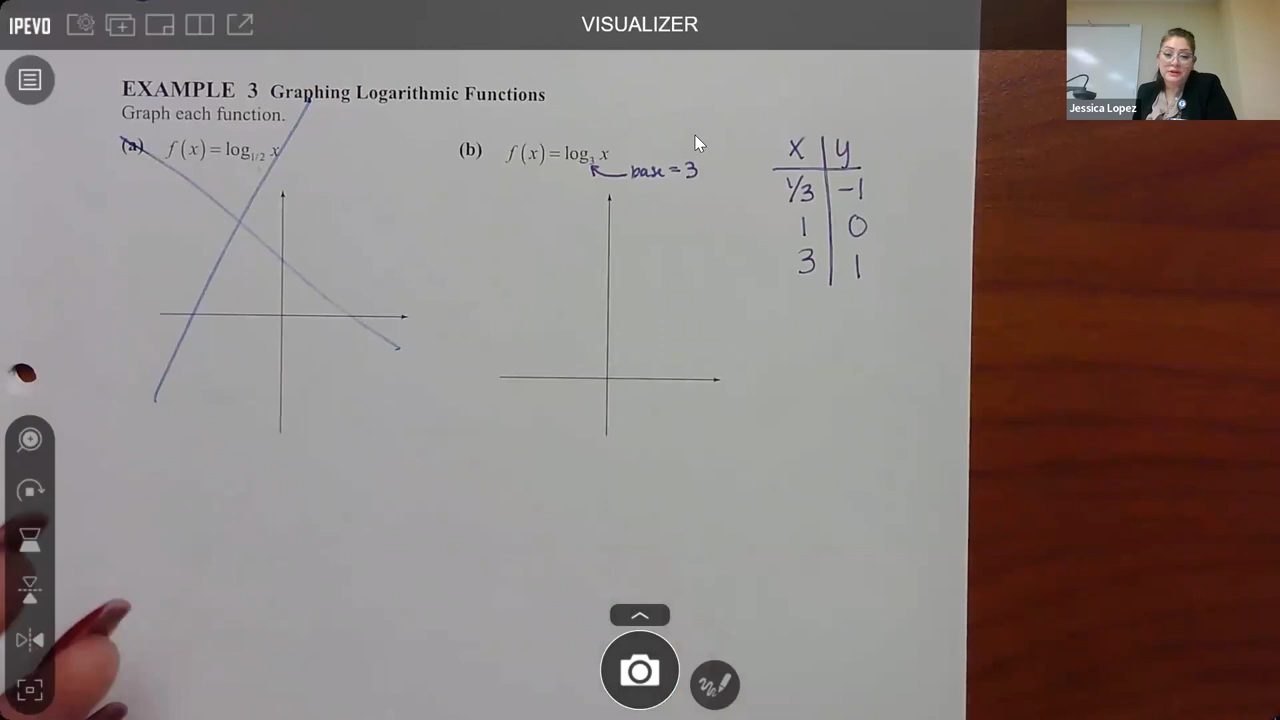 IPEVO
VISUALIZER
Jessica Lopez
EXAMPLE 3 Graphing Logarithmic Functions
Graph each function.
(a) f(x) = log₁/₂ x
(b) f(x) = log₃ x
base = 3
x | y
1/3 | -1
1 | 0
3 | 1